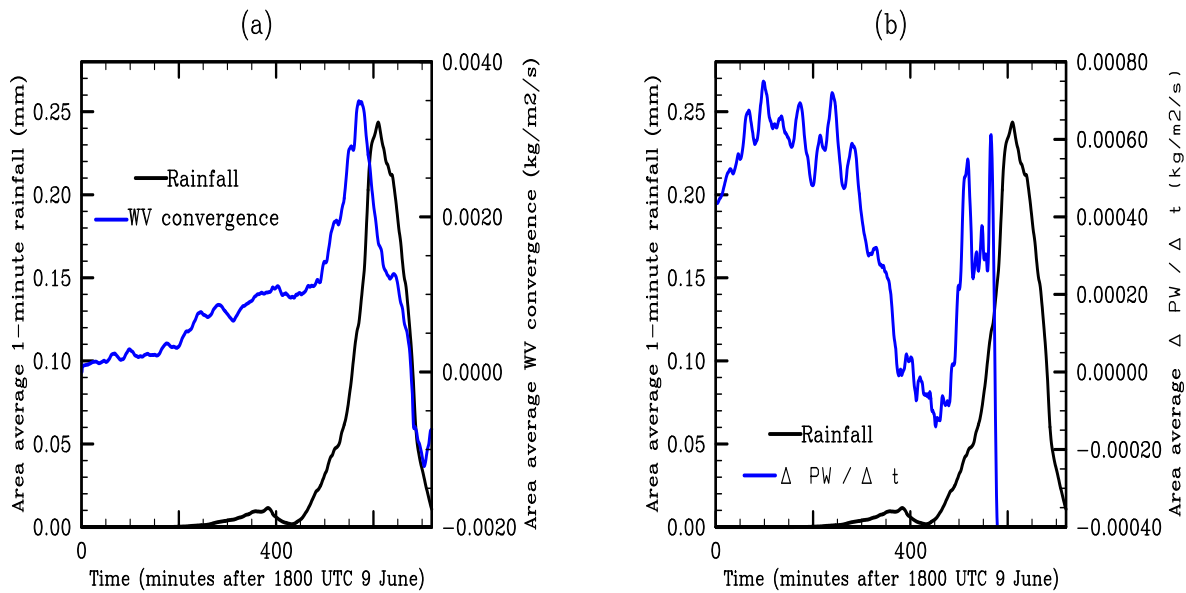 (a)
0.25
0.20
0.15
0.10
0.05
0.00
Area average 1-minute rainfall (mm)
0.0040
0.0020
0.0000
-0.0020
Area average WV convergence (kg/m2/s)
Rainfall
WV convergence
0
400
Time (minutes after 1800 UTC 9 June)
(b)
0.25
0.20
0.15
0.10
0.05
0.00
Area average 1-minute rainfall (mm)
0.00080
0.00060
0.00040
0.00020
0.00000
-0.00020
-0.00040
Area average Δ PW / Δ t (kg/m2/s)
Rainfall
Δ PW / Δ t
0
400
Time (minutes after 1800 UTC 9 June)